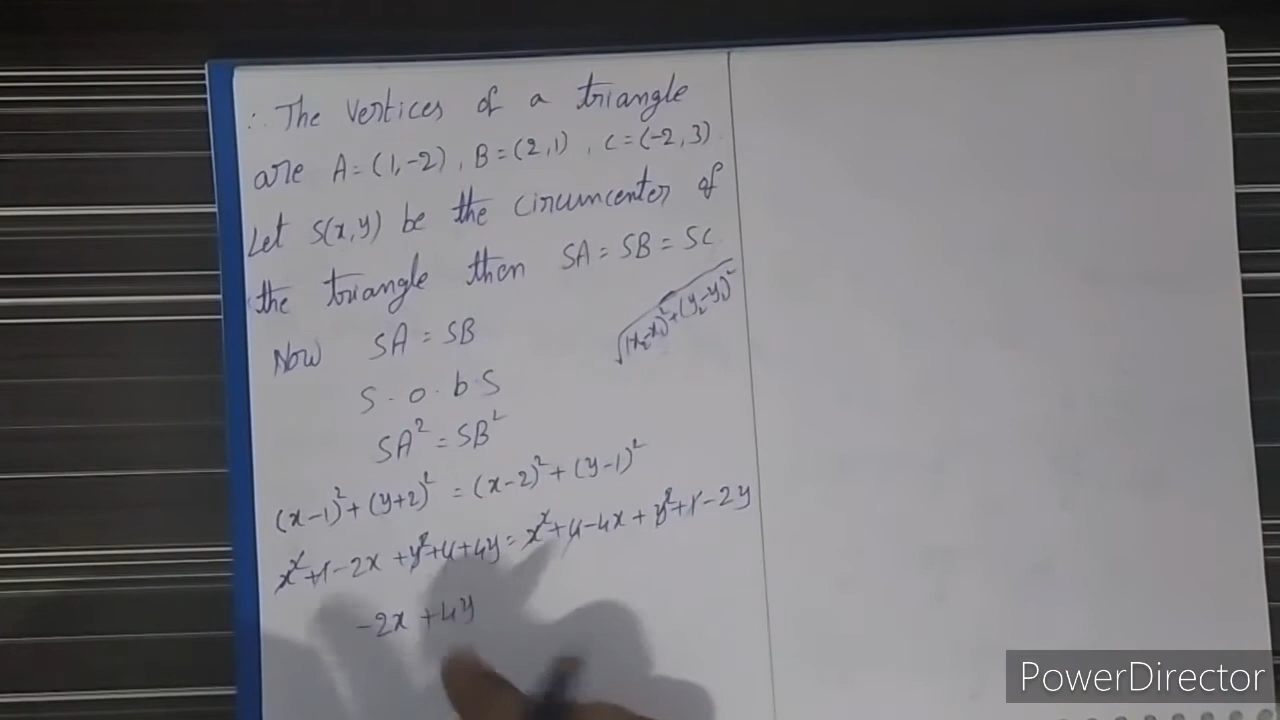 ∴ The vertices of a triangle
are A = (1,-2), B = (2,1), C = (-2,3)
Let S(x,y) be the circumcenter of
the triangle then SA = SB = SC
√(x₂-x₁)²+(y₂-y₁)²
Now SA = SB
S.o.b.S
SA² = SB²
(x-1)²+(y+2)² = (x-2)²+(y-1)²
x²+1-2x+y²+4+4y = x²+4-4x+y²+1-2y
-2x+4y
PowerDirector